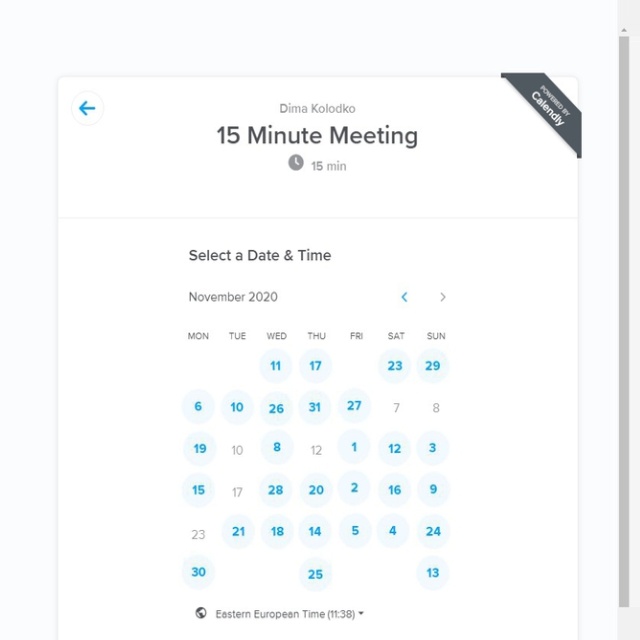 Dima Kolodko
POWERED BY
Calendly
15 Minute Meeting
15 min
Select a Date & Time
November 2020
MON TUE WED THU FRI SAT SUN
11 17 23 29
6 10 26 31 27 7 8
19 10 8 12 1 12 3
15 17 28 20 2 16 9
23 21 18 14 5 4 24
30 25 13
Eastern European Time (11:38)